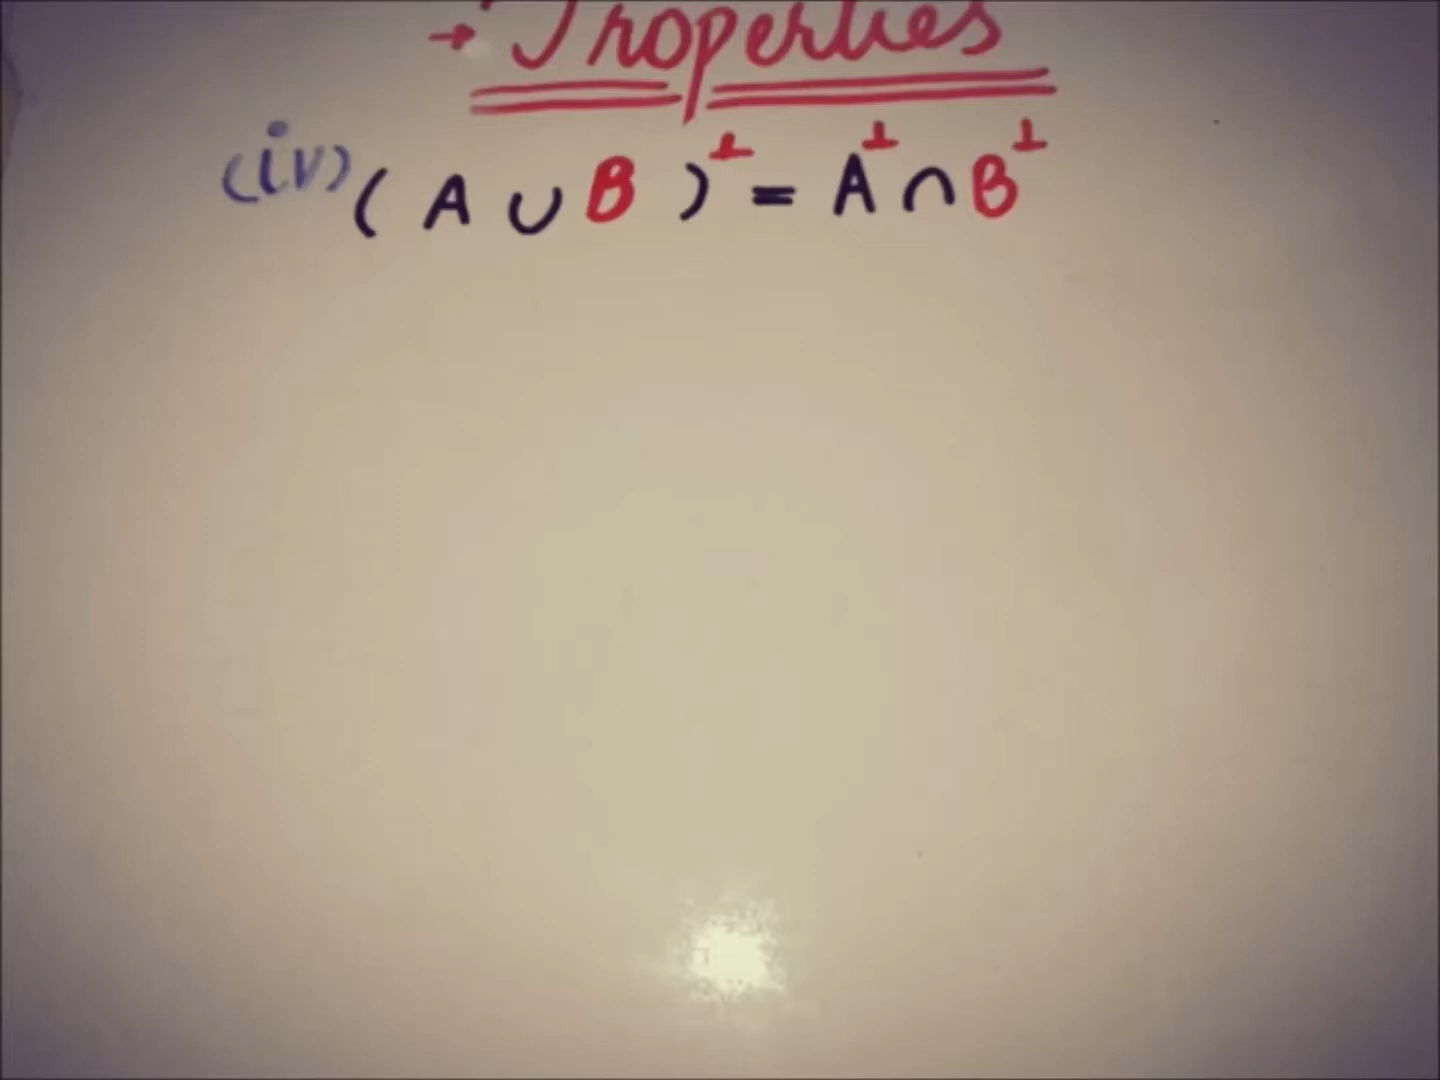 → Properties
(iv) (A ∪ B)⊥ = A⊥ ∩ B⊥